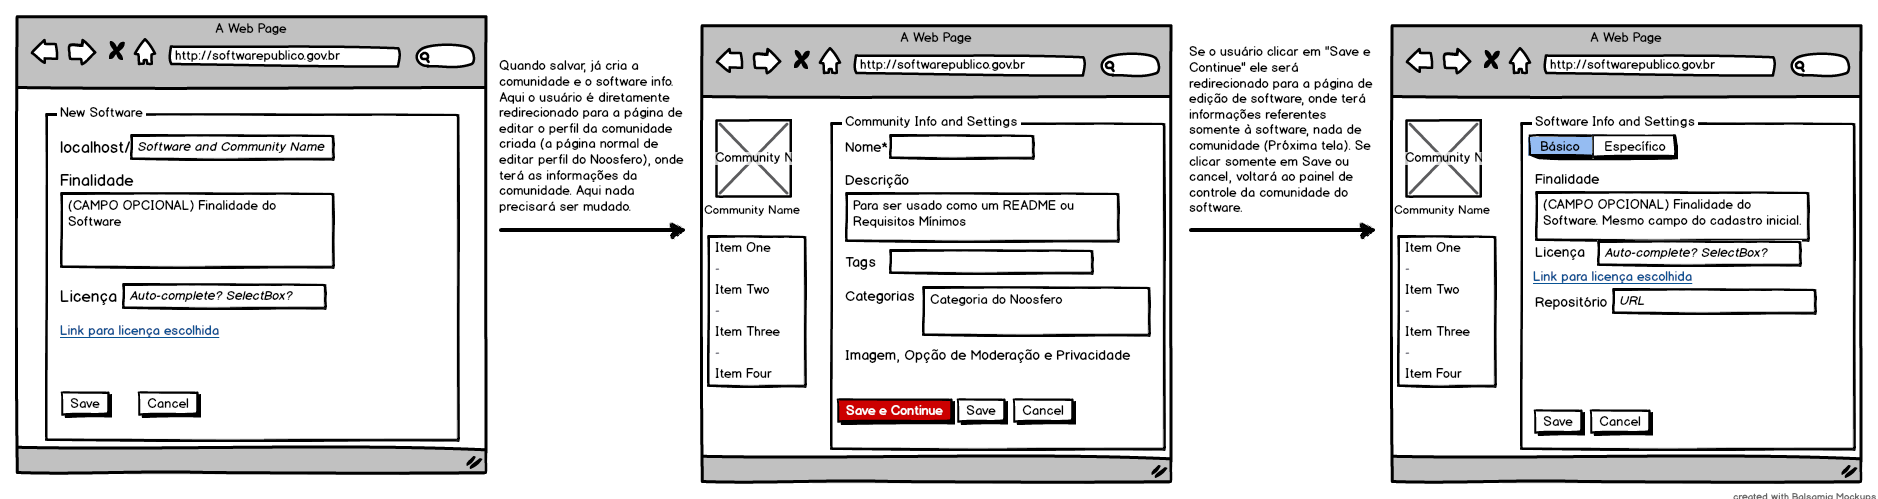 A Web Page
http://softwarepublico.gov.br
New Software
localhost/ Software and Community Name
Finalidade
(CAMPO OPCIONAL) Finalidade do
Software
Licença Auto-complete? SelectBox?
Link para licença escolhida
Save Cancel
Quando salvar, já cria a
comunidade e o software info.
Aqui o usuário é diretamente
redirecionado para a página de
editar o perfil da comunidade
criada (a página normal de
editar perfil do Noosfero), onde
terá as informações da
comunidade. Aqui nada
precisará ser mudado.
A Web Page
http://softwarepublico.gov.br
Community N
Community Name
Item One
-
Item Two
-
Item Three
-
Item Four
Community Info and Settings
Nome*
Descrição
Para ser usado como um README ou
Requisitos Mínimos
Tags
Categorias Categoria do Noosfero
Imagem, Opção de Moderação e Privacidade
Save e Continue Save Cancel
Se o usuário clicar em "Save e
Continue" ele será
redirecionado para a página de
edição de software, onde terá
informações referentes
somente à software, nada de
comunidade (Próxima tela). Se
clicar somente em Save ou
cancel, voltará ao painel de
controle da comunidade do
software.
A Web Page
http://softwarepublico.gov.br
Community N
Community Name
Item One
-
Item Two
-
Item Three
-
Item Four
Software Info and Settings
Básico Específico
Finalidade
(CAMPO OPCIONAL) Finalidade do
Software. Mesmo campo do cadastro inicial.
Licença Auto-complete? SelectBox?
Link para licença escolhida
Repositório URL
Save Cancel
created with Balsamiq Mockups